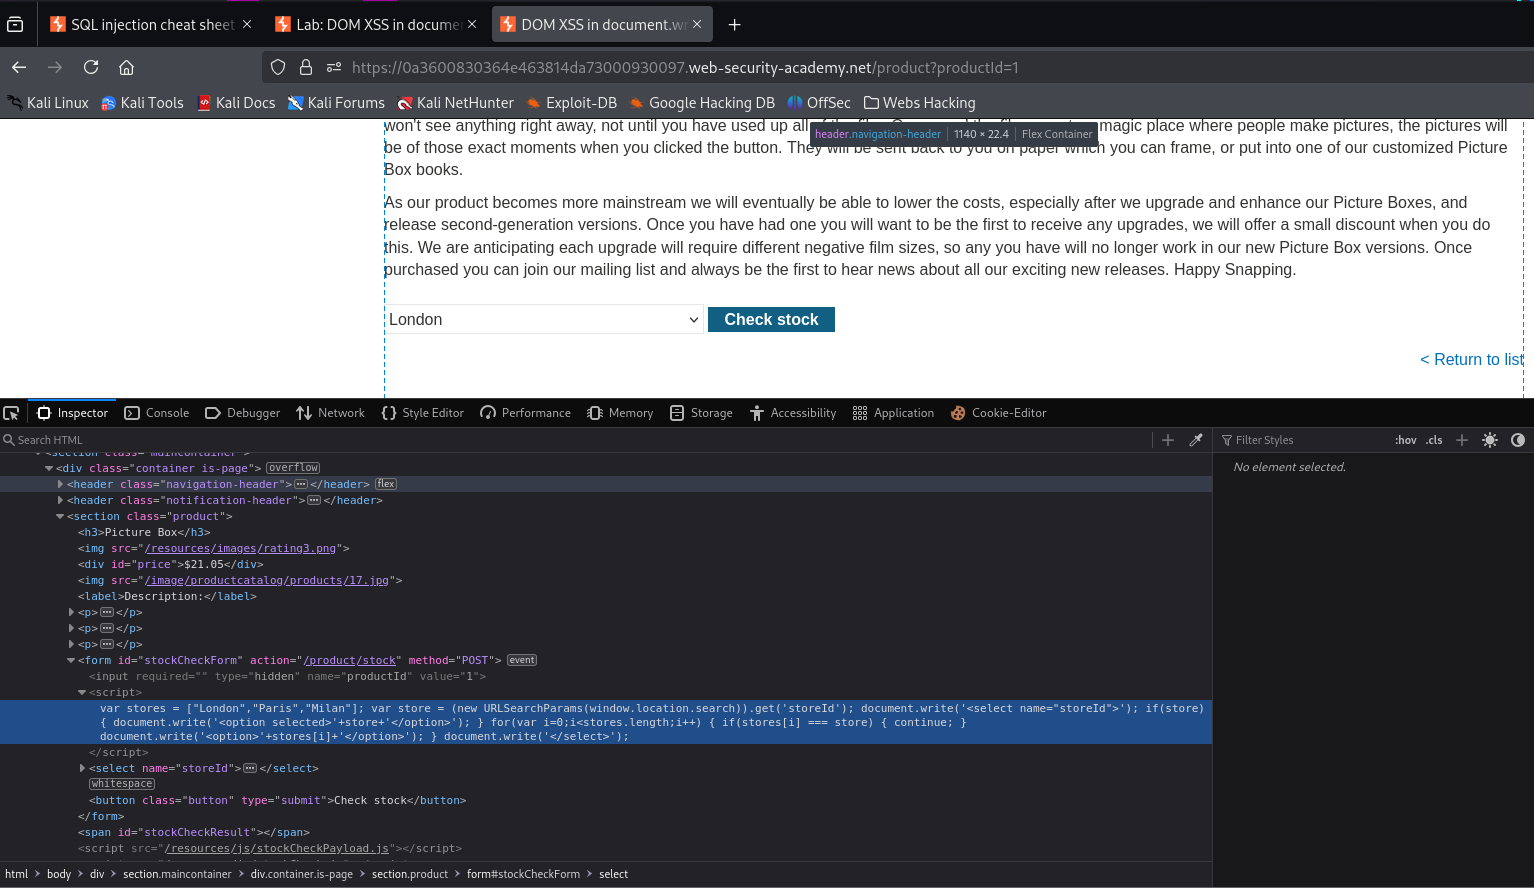 SQL injection cheat sheet
Lab: DOM XSS in docume
DOM XSS in document.w
https://0a3600830364e463814da73000930097.web-security-academy.net/product?productId=1
Kali Linux Kali Tools Kali Docs Kali Forums Kali NetHunter Exploit-DB Google Hacking DB OffSec Webs Hacking
won't see anything right away, not until you have used up all magic place where people make pictures, the pictures will
header.navigation-header 1140 × 22.4 Flex Container
be of those exact moments when you clicked the button. They will be sent back to you on paper which you can frame, or put into one of our customized Picture
Box books.
As our product becomes more mainstream we will eventually be able to lower the costs, especially after we upgrade and enhance our Picture Boxes, and
release second-generation versions. Once you have had one you will want to be the first to receive any upgrades, we will offer a small discount when you do
this. We are anticipating each upgrade will require different negative film sizes, so any you have will no longer work in our new Picture Box versions. Once
purchased you can join our mailing list and always be the first to hear news about all our exciting new releases. Happy Snapping.
London Check stock
< Return to list
Inspector Console Debugger Network Style Editor Performance Memory Storage Accessibility Application Cookie-Editor
Search HTML
Filter Styles :hov .cls
No element selected.
<section class="maincontainer">
<div class="container is-page"> overflow
<header class="navigation-header"> </header> flex
<header class="notification-header"> </header>
<section class="product">
<h3>Picture Box</h3>
<img src="/resources/images/rating3.png">
<div id="price">$21.05</div>
<img src="/image/productcatalog/products/17.jpg">
<label>Description:</label>
<p> </p>
<p> </p>
<p> </p>
<form id="stockCheckForm" action="/product/stock" method="POST"> event
<input required="" type="hidden" name="productId" value="1">
<script>
var stores = ["London","Paris","Milan"]; var store = (new URLSearchParams(window.location.search)).get('storeId'); document.write('<select name="storeId">'); if(store)
{ document.write('<option selected>'+store+'</option>'); } for(var i=0;i<stores.length;i++) { if(stores[i] === store) { continue; }
document.write('<option>'+stores[i]+'</option>'); } document.write('</select>');
</script>
<select name="storeId"> </select>
whitespace
<button class="button" type="submit">Check stock</button>
</form>
<span id="stockCheckResult"></span>
<script src="/resources/js/stockCheckPayload.js"></script>
html body div section.maincontainer div.container.is-page section.product form#stockCheckForm select